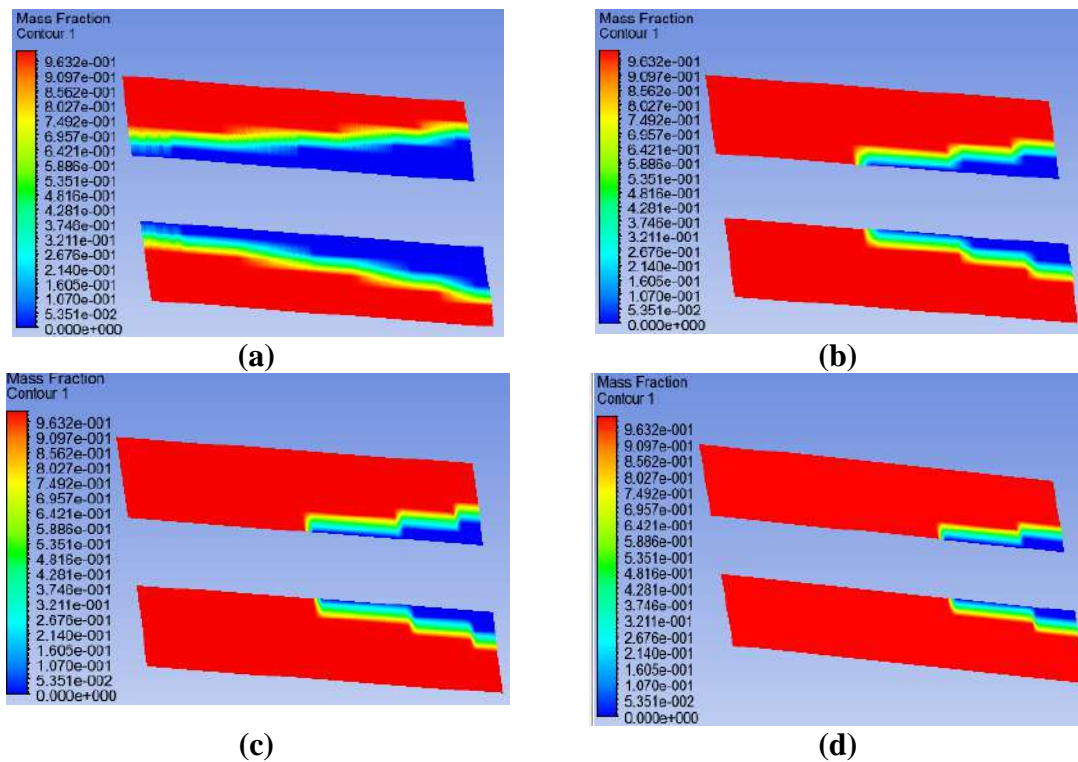 Mass Fraction
Contour 1
9.632e-001
9.097e-001
8.562e-001
8.027e-001
7.492e-001
6.957e-001
6.421e-001
5.886e-001
5.351e-001
4.816e-001
4.281e-001
3.746e-001
3.211e-001
2.676e-001
2.140e-001
1.605e-001
1.070e-001
5.351e-002
0.000e+000
(a)
Mass Fraction
Contour 1
9.632e-001
9.097e-001
8.562e-001
8.027e-001
7.492e-001
6.957e-001
6.421e-001
5.886e-001
5.351e-001
4.816e-001
4.281e-001
3.746e-001
3.211e-001
2.676e-001
2.140e-001
1.605e-001
1.070e-001
5.351e-002
0.000e+000
(b)
Mass Fraction
Contour 1
9.632e-001
9.097e-001
8.562e-001
8.027e-001
7.492e-001
6.957e-001
6.421e-001
5.886e-001
5.351e-001
4.816e-001
4.281e-001
3.746e-001
3.211e-001
2.676e-001
2.140e-001
1.605e-001
1.070e-001
5.351e-002
0.000e+000
(c)
Mass Fraction
Contour 1
9.632e-001
9.097e-001
8.562e-001
8.027e-001
7.492e-001
6.957e-001
6.421e-001
5.886e-001
5.351e-001
4.816e-001
4.281e-001
3.746e-001
3.211e-001
2.676e-001
2.140e-001
1.605e-001
1.070e-001
5.351e-002
0.000e+000
(d)